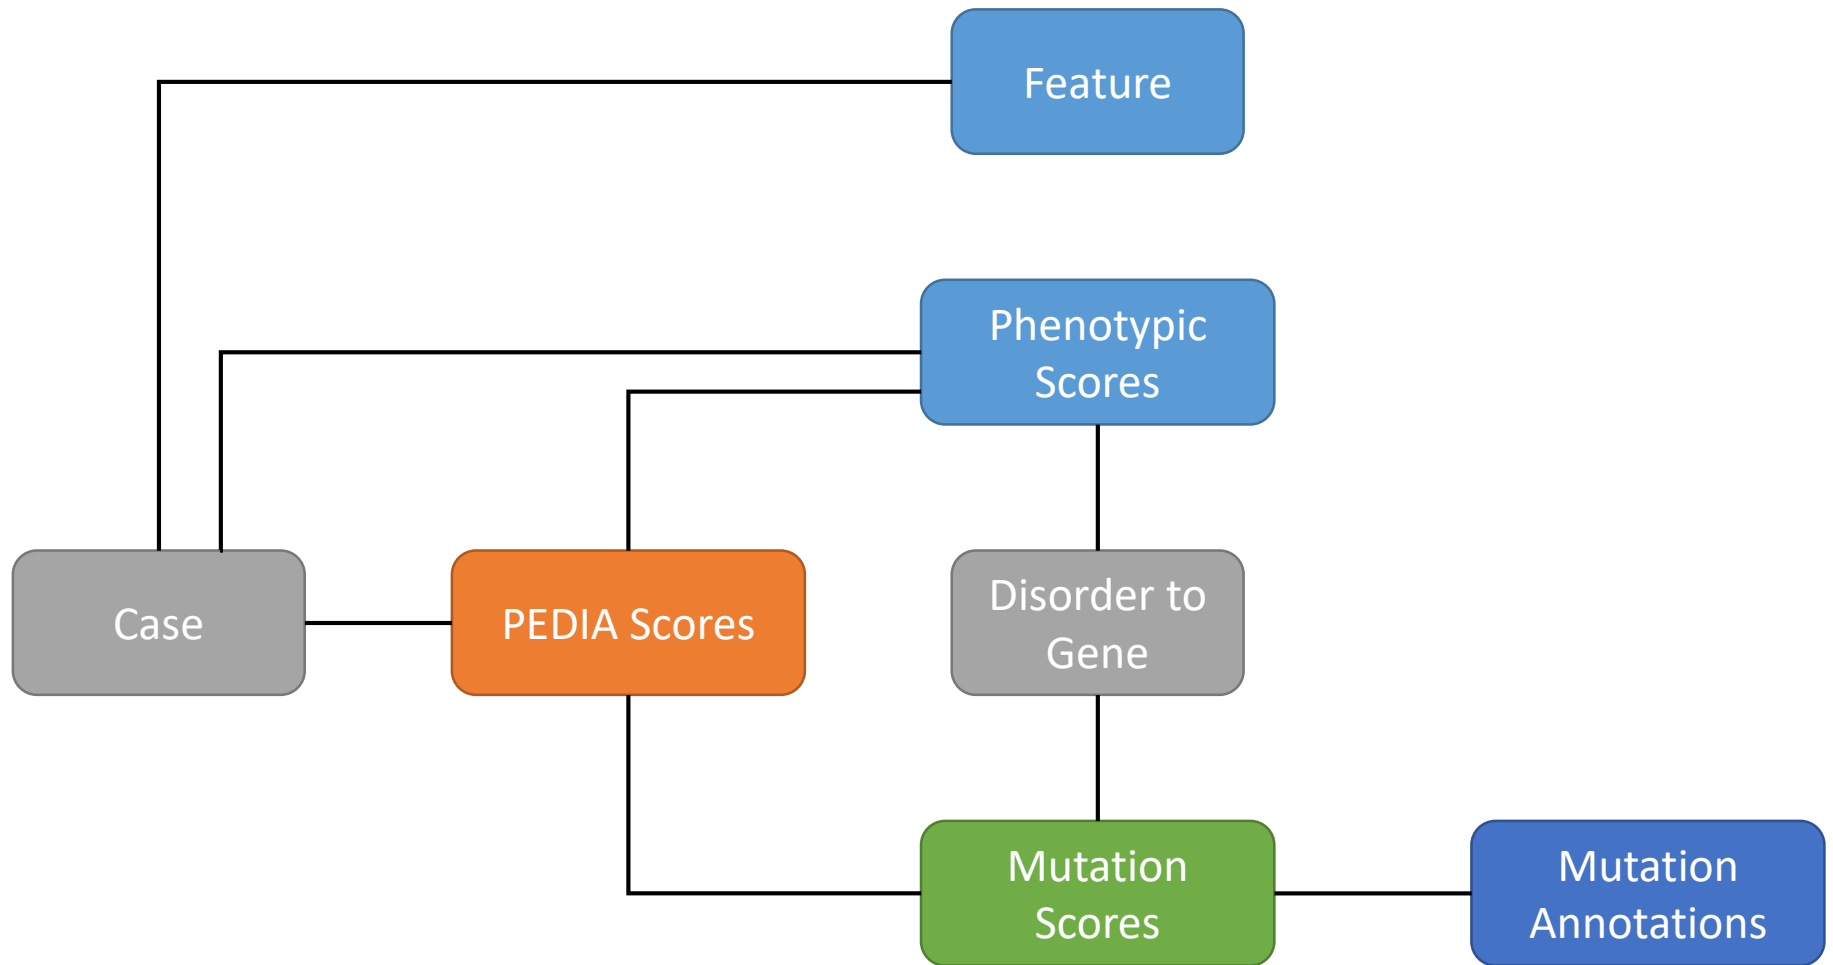 Feature
Phenotypic
Scores
Case
PEDIA Scores
Disorder to
Gene
Mutation
Scores
Mutation
Annotations